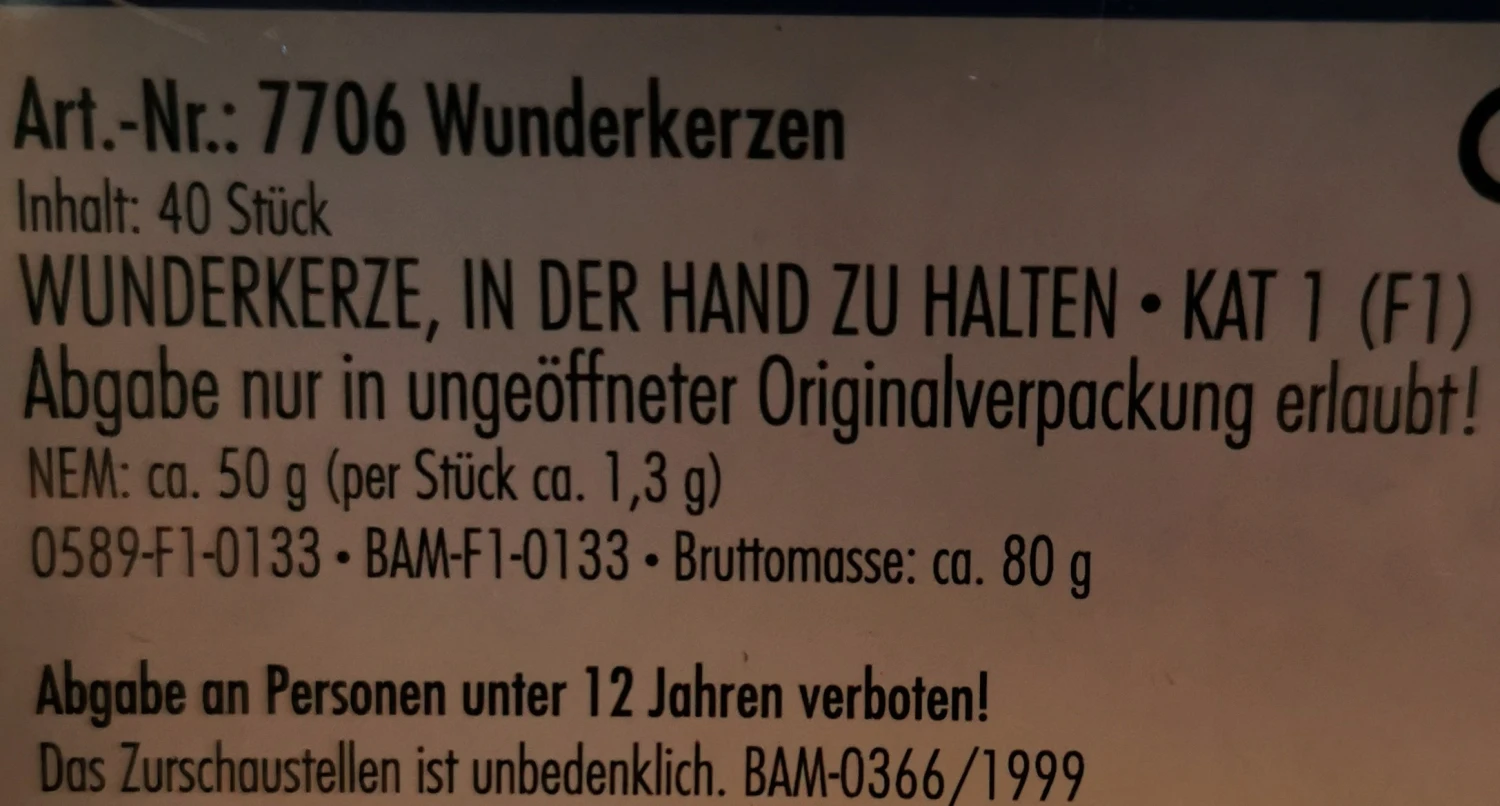 Art.-Nr.: 7706 Wunderkerzen
Inhalt: 40 Stück
WUNDERKERZE, IN DER HAND ZU HALTEN • KAT 1 (F1)
Abgabe nur in ungeöffneter Originalverpackung erlaubt!
NEM: ca. 50 g (per Stück ca. 1,3 g)
0589-F1-0133 • BAM-F1-0133 • Bruttomasse: ca. 80 g
Abgabe an Personen unter 12 Jahren verboten!
Das Zurschaustellen ist unbedenklich. BAM-0366/1999